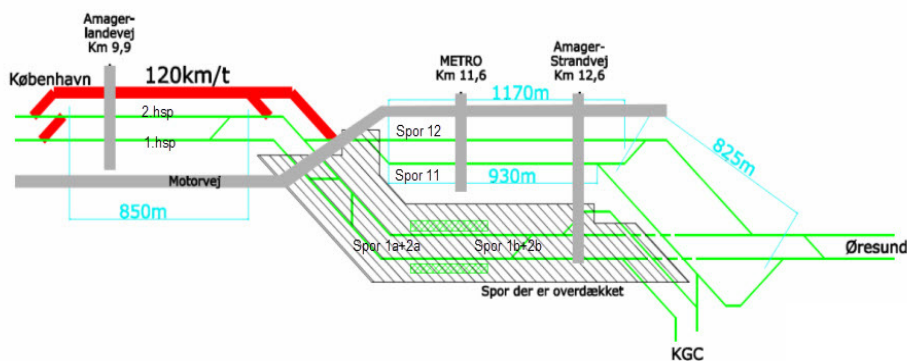 Amager-
landevej
Km 9,9
København
120km/t
METRO
Km 11,6
Amager-
Strandvej
Km 12,6
1170m
2.hsp
1.hsp
Spor 12
Spor 11
930m
825m
Motorvej
850m
Spor 1a+2a
Spor 1b+2b
Øresund
Spor der er overdækket
KGC